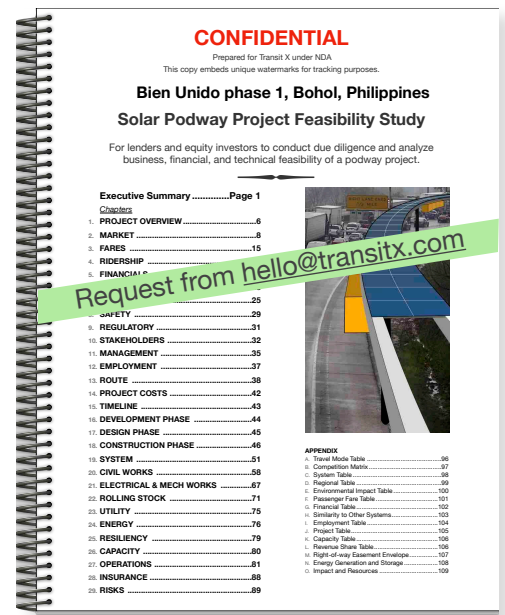 CONFIDENTIAL
Prepared for Transit X under NDA
This copy embeds unique watermarks for tracking purposes.
Bien Unido phase 1, Bohol, Philippines
Solar Podway Project Feasibility Study
For lenders and equity investors to conduct due diligence and analyze
business, financial, and technical feasibility of a podway project.
Executive Summary ..............Page 1
Chapters
1. PROJECT OVERVIEW ....................................6
2. MARKET ..........................................................8
3. FARES ..........................................................15
4. RIDERSHIP
5. FINANCIALS
Request from hello@transitx.com
25
8. SAFETY ..........................................................29
9. REGULATORY ................................................31
10. STAKEHOLDERS ..........................................32
11. MANAGEMENT ..............................................35
12. EMPLOYMENT ..............................................37
13. ROUTE ..........................................................38
14. PROJECT COSTS ..........................................42
15. TIMELINE ......................................................43
16. DEVELOPMENT PHASE ................................44
17. DESIGN PHASE ............................................45
18. CONSTRUCTION PHASE ..............................46
19. SYSTEM ........................................................51
20. CIVIL WORKS ................................................58
21. ELECTRICAL & MECH WORKS ....................67
22. ROLLING STOCK ..........................................71
23. UTILITY ..........................................................75
24. ENERGY ........................................................76
25. RESILIENCY ..................................................79
26. CAPACITY ......................................................80
27. OPERATIONS ................................................81
28. INSURANCE ..................................................88
29. RISKS ............................................................89
APPENDIX
A. Travel Mode Table ......................................96
B. Competition Matrix ......................................97
C. System Table ..............................................98
D. Regional Table ............................................99
E. Environmental Impact Table ......................100
F. Passenger Fare Table ................................101
G. Financial Table ..........................................102
H. Similarity to Other Systems ......................103
I. Employment Table ......................................104
J. Project Table ..............................................105
K. Capacity Table ..........................................106
L. Revenue Share Table ................................106
M. Right-of-way Easement Envelope ............107
N. Energy Generation and Storage ................108
O. Impact and Resources ..............................109